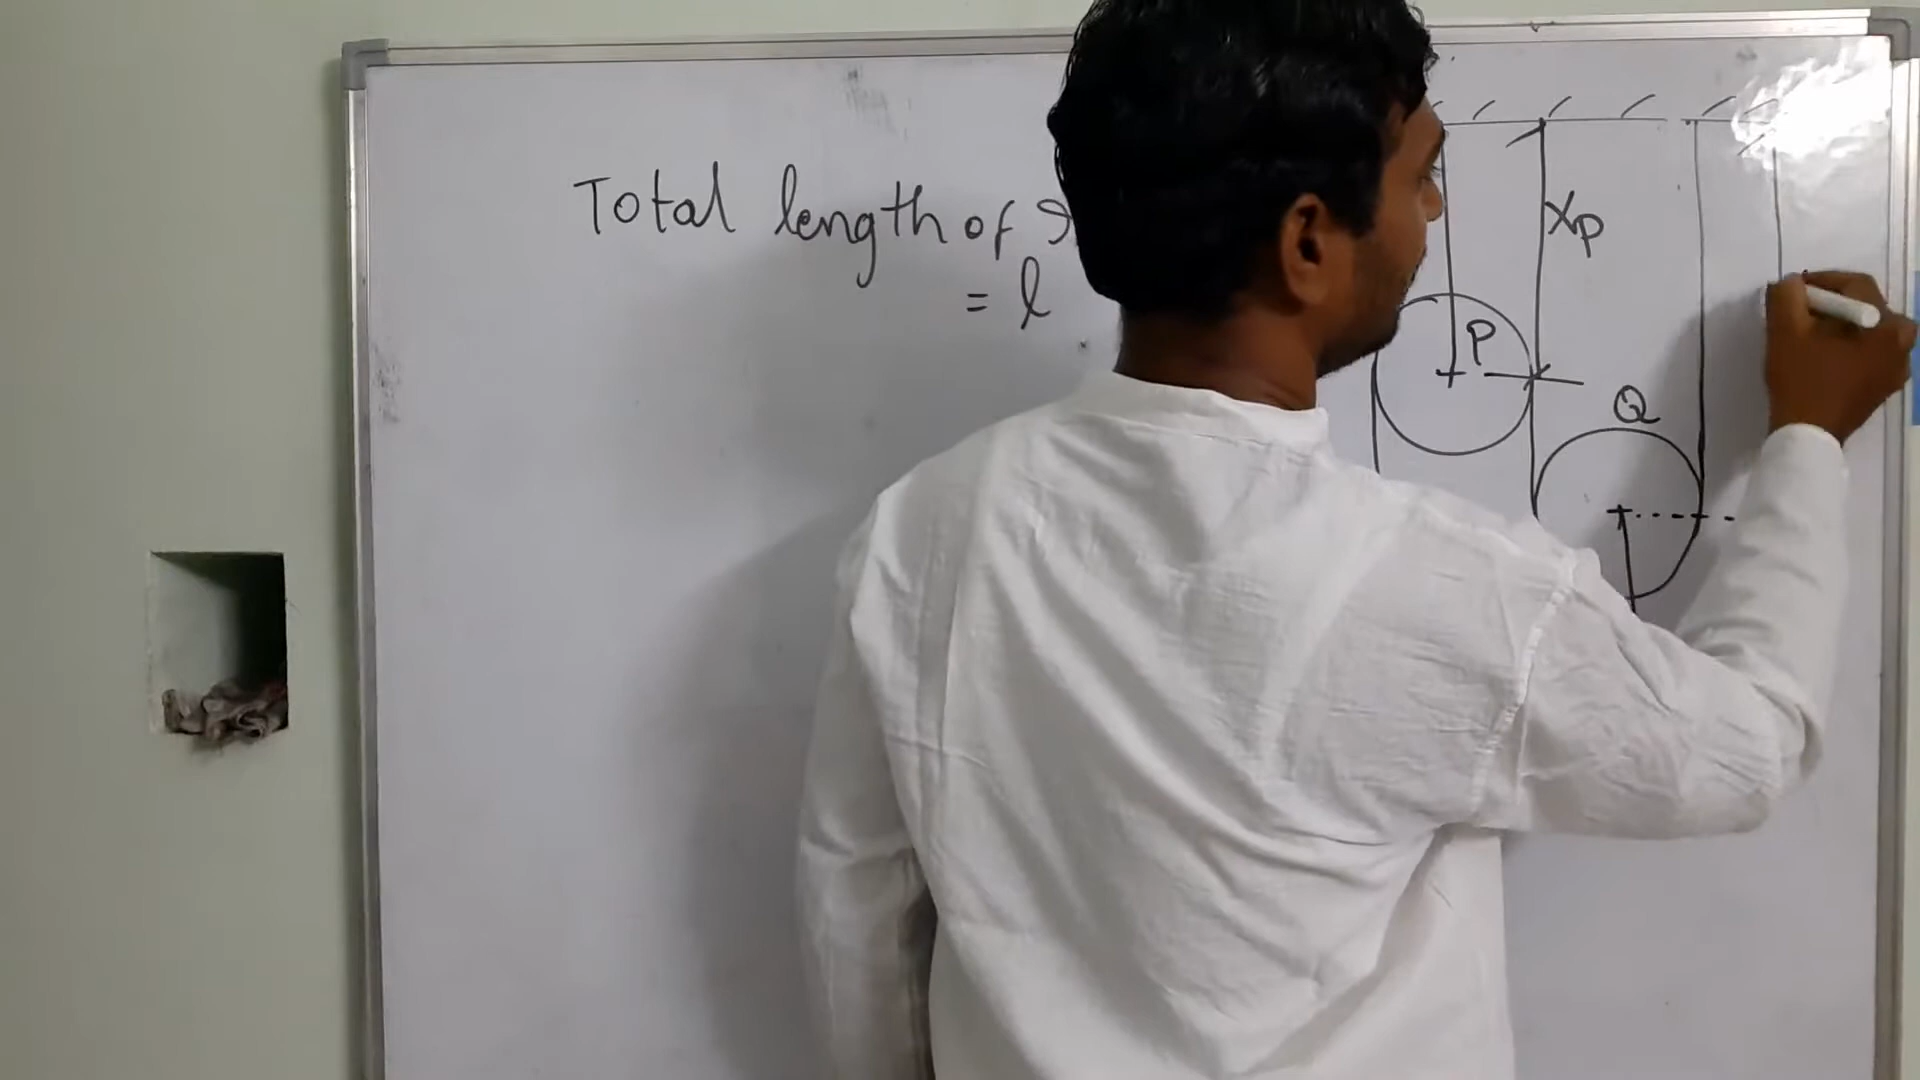 Total length of
= l
Xp
P
Q